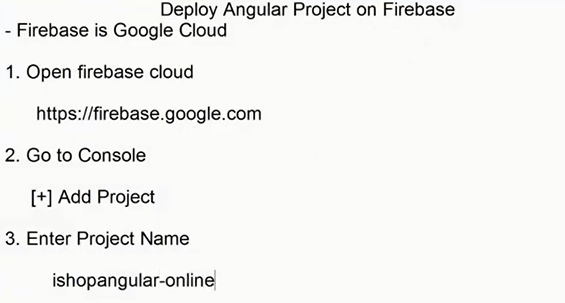 Deploy Angular Project on Firebase
- Firebase is Google Cloud
1. Open firebase cloud
https://firebase.google.com
2. Go to Console
[+] Add Project
3. Enter Project Name
ishopangular-online